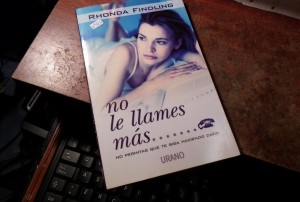 RHONDA FINDLING
no
le llames
más........
NO PERMITAS QUE TE SIGA HACIENDO DAÑO
URANO